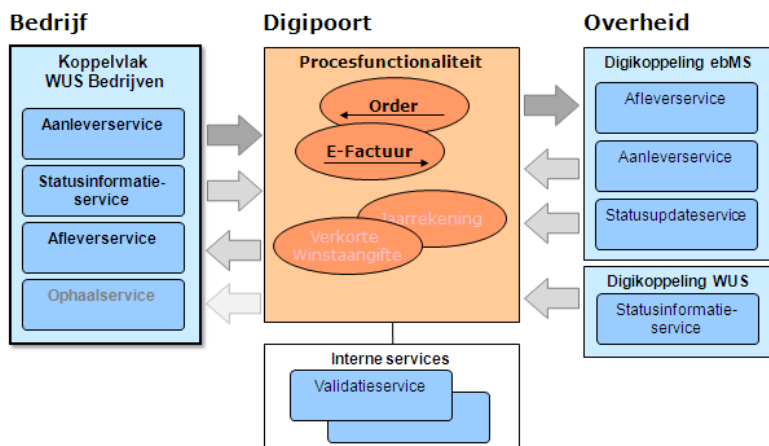 Bedrijf
Koppelvlak
WUS Bedrijven
Aanleverservice
Statusinformatie-
service
Afleverservice
Ophaalservice
Digipoort
Procesfunctionaliteit
Order
E-Factuur
Jaarrekening
Verkorte
Winstaangifte
Interne services
Validatieservice
Overheid
Digikoppeling ebMS
Afleverservice
Aanleverservice
Statusupdateservice
Digikoppeling WUS
Statusinformatie-
service